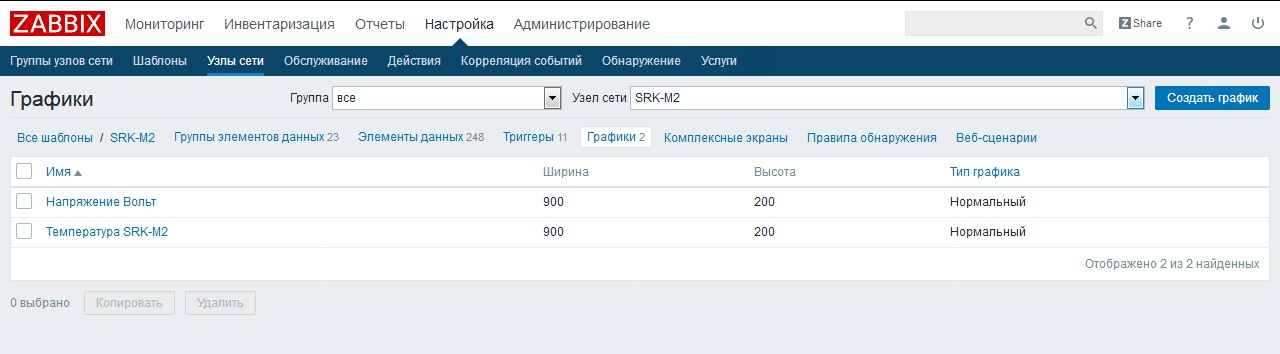 ZABBIX Мониторинг Инвентаризация Отчеты Настройка Администрирование Z Share ?
Группы узлов сети Шаблоны Узлы сети Обслуживание Действия Корреляция событий Обнаружение Услуги
Графики Группа все Узел сети SRK-M2 Создать график
Все шаблоны / SRK-M2 Группы элементов данных 23 Элементы данных 248 Триггеры 11 Графики 2 Комплексные экраны Правила обнаружения Веб-сценарии
Имя Ширина Высота Тип графика
Напряжение Вольт 900 200 Нормальный
Температура SRK-M2 900 200 Нормальный
Отображено 2 из 2 найденных
0 выбрано Копировать Удалить